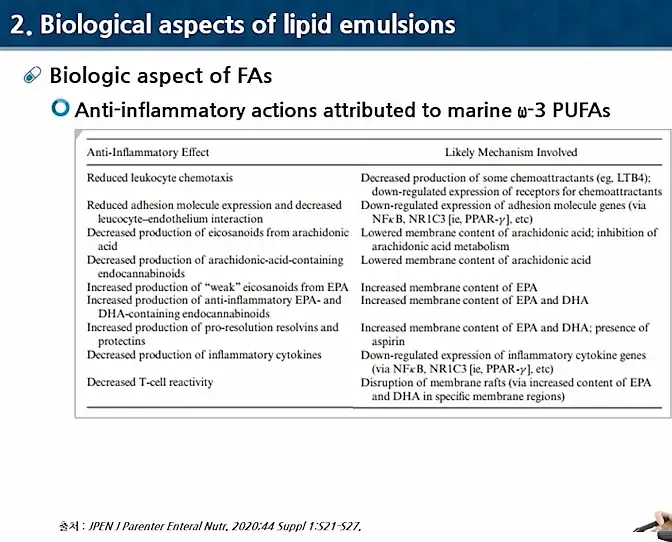 2. Biological aspects of lipid emulsions
Biologic aspect of FAs
Anti-inflammatory actions attributed to marine ω-3 PUFAs
Anti-Inflammatory Effect Likely Mechanism Involved
Reduced leukocyte chemotaxis Decreased production of some chemoattractants (eg, LTB4);
down-regulated expression of receptors for chemoattractants
Reduced adhesion molecule expression and decreased Down-regulated expression of adhesion molecule genes (via
leucocyte–endothelium interaction NFκB, NR1C3 [ie, PPAR-γ], etc)
Decreased production of eicosanoids from arachidonic Lowered membrane content of arachidonic acid; inhibition of
acid arachidonic acid metabolism
Decreased production of arachidonic-acid-containing Lowered membrane content of arachidonic acid
endocannabinoids
Increased production of “weak” eicosanoids from EPA Increased membrane content of EPA
Increased production of anti-inflammatory EPA- and Increased membrane content of EPA and DHA
DHA-containing endocannabinoids
Increased production of pro-resolution resolvins and Increased membrane content of EPA and DHA; presence of
protectins aspirin
Decreased production of inflammatory cytokines Down-regulated expression of inflammatory cytokine genes
(via NFκB, NR1C3 [ie, PPAR-γ], etc)
Decreased T-cell reactivity Disruption of membrane rafts (via increased content of EPA
and DHA in specific membrane regions)
출처 : JPEN J Parenter Enteral Nutr. 2020;44 Suppl 1:S21-S27.